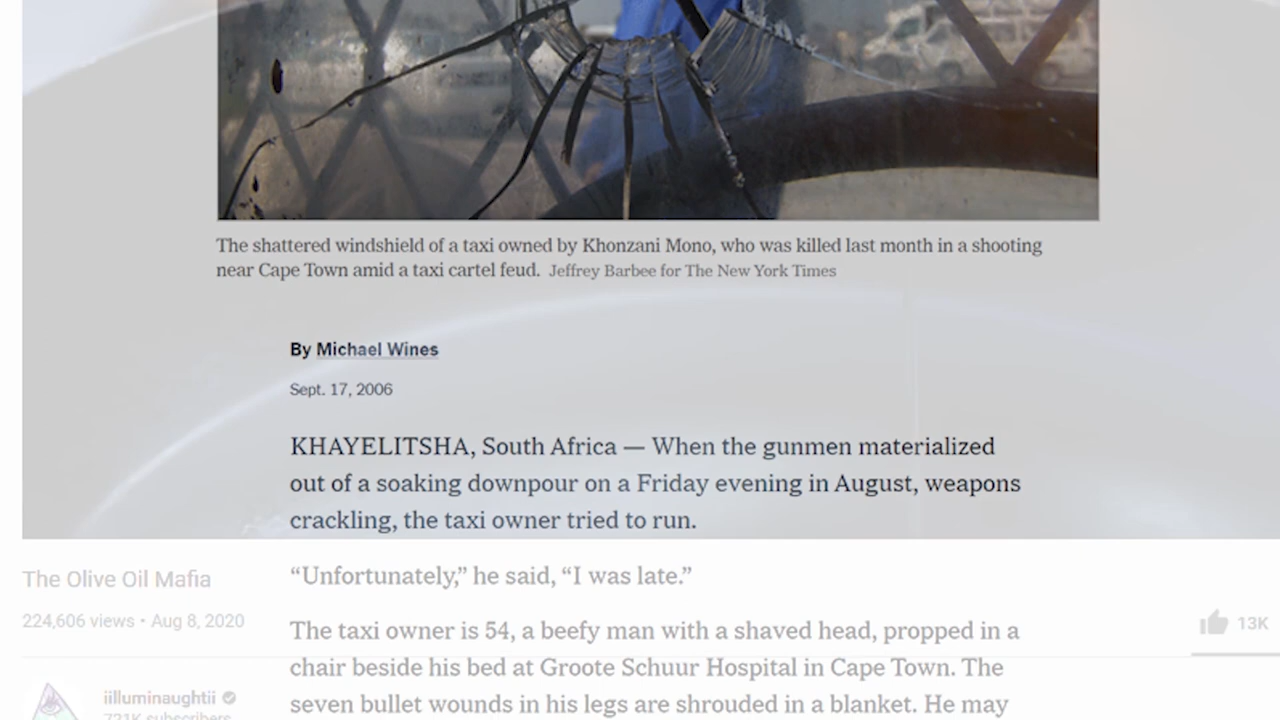 The shattered windshield of a taxi owned by Khonzani Mono, who was killed last month in a shooting
near Cape Town amid a taxi cartel feud. Jeffrey Barbee for The New York Times
By Michael Wines
Sept. 17, 2006
KHAYELITSHA, South Africa — When the gunmen materialized
out of a soaking downpour on a Friday evening in August, weapons
crackling, the taxi owner tried to run.
“Unfortunately,” he said, “I was late.”
The taxi owner is 54, a beefy man with a shaved head, propped in a
chair beside his bed at Groote Schuur Hospital in Cape Town. The
seven bullet wounds in his legs are shrouded in a blanket. He may
The Olive Oil Mafia
224,606 views • Aug 8, 2020
13K
iilluminaughtii
721K subscribers